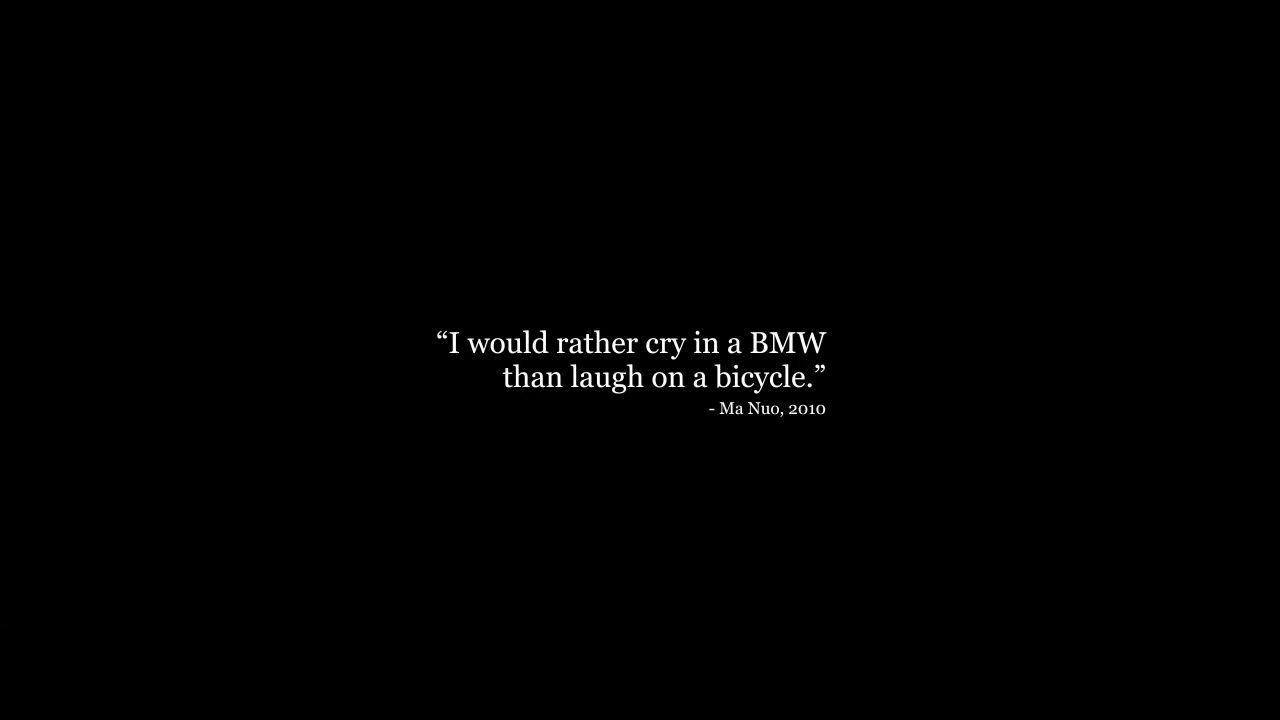 “I would rather cry in a BMW
than laugh on a bicycle.”
- Ma Nuo, 2010